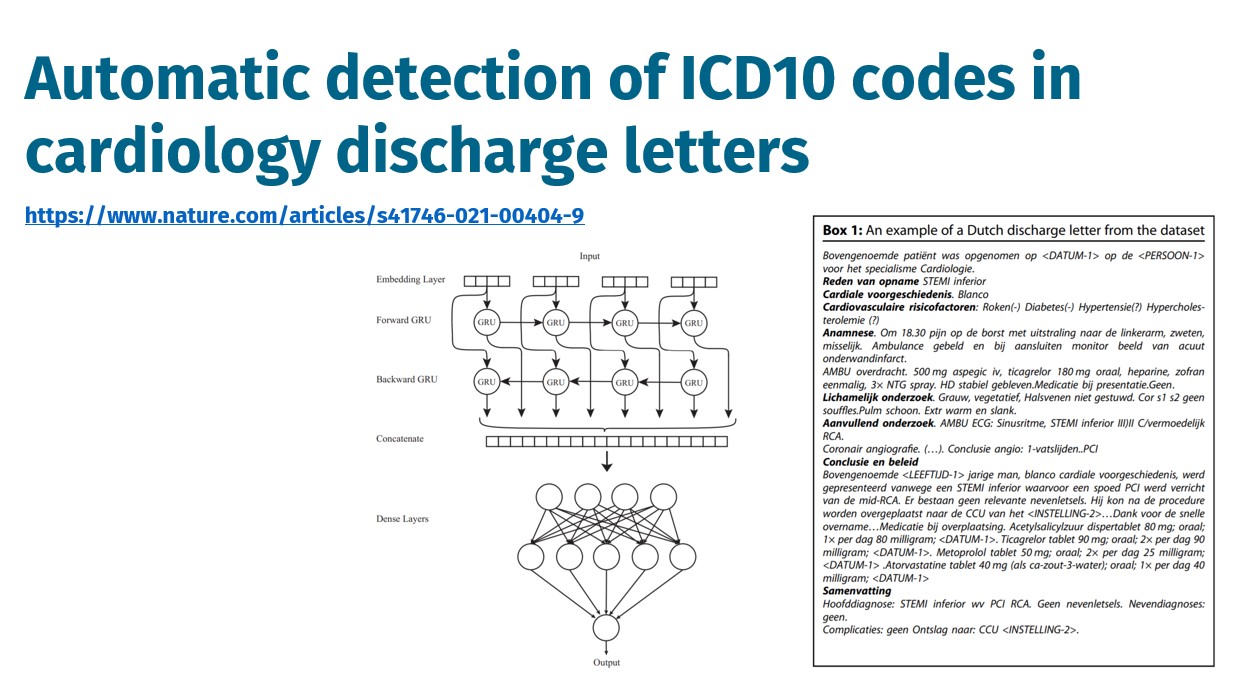 Automatic detection of ICD10 codes in
cardiology discharge letters
https://www.nature.com/articles/s41746-021-00404-9
Input
Embedding Layer
Forward GRU
GRU GRU GRU GRU
Backward GRU
GRU GRU GRU GRU
Concatenate
Dense Layers
Output
Box 1: An example of a Dutch discharge letter from the dataset
Bovengenoemde patiënt was opgenomen op <DATUM-1> op de <PERSOON-1>
voor het specialisme Cardiologie.
Reden van opname STEMI inferior
Cardiale voorgeschiedenis. Blanco
Cardiovasculaire risicofactoren: Roken(-) Diabetes(-) Hypertensie(?) Hyperchole-
sterolemie (?)
Anamnese. Om 18.30 pijn op de borst met uitstraling naar de linkerarm, zweten,
misselijk. Ambulance gebeld en bij aansluiten monitor beeld van acuut
onderwandinfarct.
AMBU overdracht. 500 mg aspegic iv, ticagrelor 180 mg oraal, heparine, zofran
eenmalig, 3× NTG spray. HD stabiel gebleven.Medicatie bij presentatie.Geen.
Lichamelijk onderzoek. Grauw, vegetatief, Halsvenen niet gestuwd. Cor s1 s2 geen
souffles.Pulm schoon. Extr warm en slank.
Aanvullend onderzoek. AMBU ECG: Sinusritme, STEMI inferior III)II C/vermoedelijk
RCA.
Coronair angiografie. (…). Conclusie angio: 1-vatslijden..PCI
Conclusie en beleid
Bovengenoemde <LEEFTIJD-1> jarige man, blanco cardiale voorgeschiedenis, werd
gepresenteerd vanwege een STEMI inferior waarvoor een spoed PCI werd verricht
van de mid-RCA. Er bestaan geen relevante nevenletsels. Hij kon na de procedure
worden overgeplaatst naar de CCU van het <INSTELLING-2>…Dank voor de snelle
overname…Medicatie bij overplaatsing. Acetylsalicylzuur dispertablet 80 mg; oraal;
1× per dag 80 milligram; <DATUM-1>. Ticagrelor tablet 90 mg; oraal; 2× per dag 90
milligram; <DATUM-1>. Metoprolol tablet 50 mg; oraal; 2× per dag 25 milligram;
<DATUM-1> .Atorvastatine tablet 40 mg (als ca-zout-3-water); oraal; 1× per dag 40
milligram; <DATUM-1>
Samenvatting
Hoofddiagnose: STEMI inferior wv PCI RCA. Geen nevenletsels. Nevendiagnoses:
geen.
Complicaties: geen Ontslag naar: CCU <INSTELLING-2>.